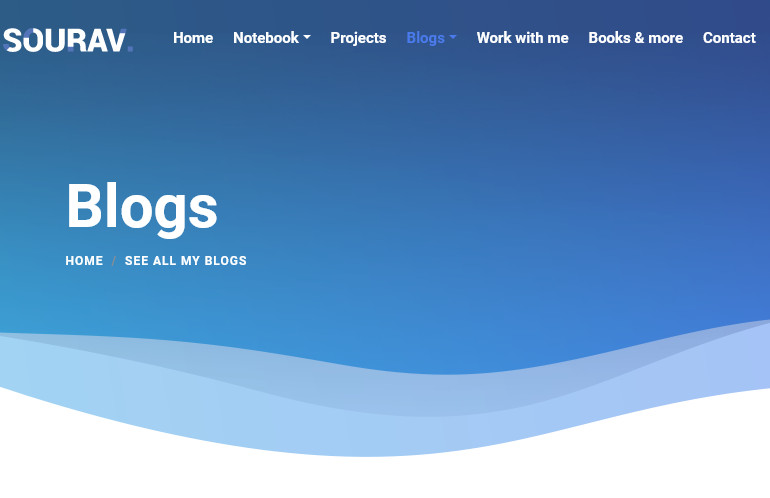 SOURAV. Home Notebook Projects Blogs Work with me Books & more Contact
Blogs
HOME / SEE ALL MY BLOGS